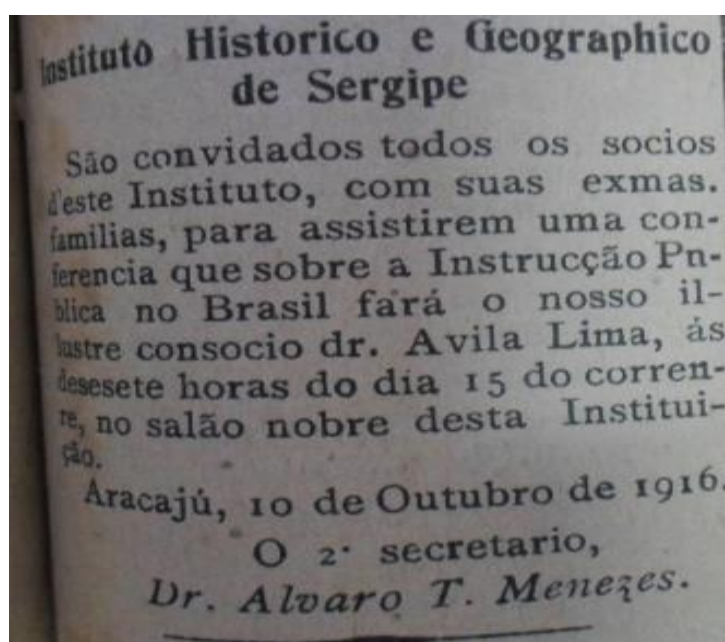 Instituto Historico e Geographico
de Sergipe
São convidados todos os socios
d'este Instituto, com suas exmas.
familias, para assistirem uma con-
ferencia que sobre a Instrucção Pn-
blica no Brasil fará o nosso il-
lustre consocio dr. Avila Lima, ás
desesete horas do dia 15 do corren-
te, no salão nobre desta Institui-
ção.
Aracajú, 10 de Outubro de 1916.
O 2· secretario,
Dr. Alvaro T. Menezes.